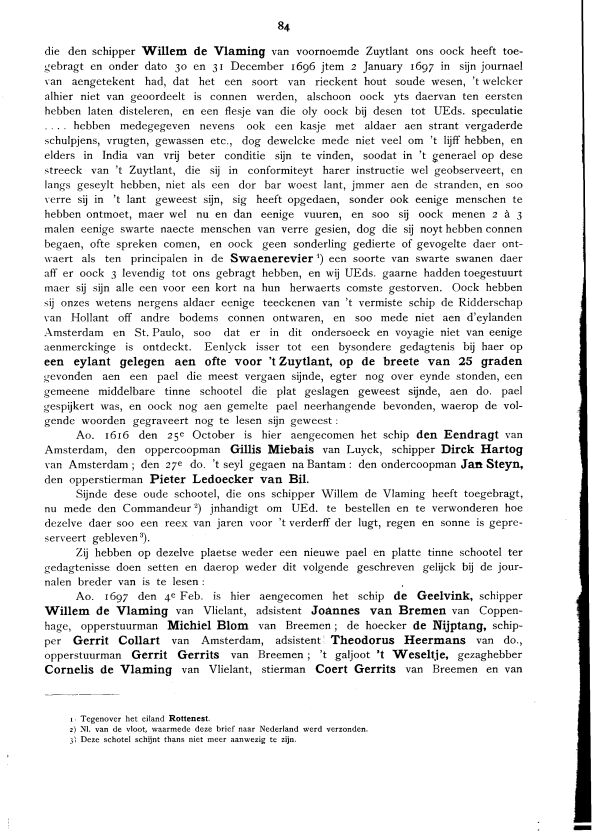 84
die den schipper Willem de Vlaming van voornoemde Zuytlant ons oock heeft toe-
gebragt en onder dato 30 en 31 December 1696 jtem 2 January 1697 in sijn journael
van aengetekent had, dat het een soort van rieckent hout soude wesen, 't welcker
alhier niet van geoordeelt is connen werden, alschoon oock yts daervan ten eersten
hebben laten disteleren, en een flesje van die oly oock bij desen tot UEds. speculatie
.... hebben medegegeven nevens ook een kasje met aldaer aen strant vergaderde
schulpjens, vrugten, gewassen etc., dog dewelcke mede niet veel om 't lijff hebben, en
elders in India van vrij beter conditie sijn te vinden, soodat in 't generael op dese
streeck van 't Zuytlant, die sij in conformiteyt harer instructie wel geobserveert, en
langs geseylt hebben, niet als een dor bar woest lant, jmmer aen de stranden, en soo
verre sij in 't lant geweest sijn, sig heeft opgedaen, sonder ook eenige menschen te
hebben ontmoet, maer wel nu en dan eenige vuuren, en soo sij oock menen 2 à 3
malen eenige swarte naecte menschen van verre gesien, dog die sij noyt hebben connen
begaen, ofte spreken comen, en oock geen sonderling gedierte of gevogelte daer ont-
waert als ten principalen in de Swaenerevier 1) een soorte van swarte swanen daer
aff er oock 3 levendig tot ons gebragt hebben, en wij UEds. gaarne hadden toegestuurt
maer sij sijn alle een voor een kort na hun herwaerts comste gestorven. Oock hebben
sij onzes wetens nergens aldaer eenige teeckenen van 't vermiste schip de Ridderschap
van Hollant off andre bodems connen ontwaren, en soo mede niet aen d'eylanden
Amsterdam en St. Paulo, soo dat er in dit ondersoeck en voyagie niet van eenige
aenmerckinge is ontdeckt. Eenlyck isser tot een bysondere gedagtenis bij haer op
een eylant gelegen aen ofte voor 't Zuytlant, op de breete van 25 graden
gevonden aen een pael die meest vergaen sijnde, egter nog over eynde stonden, een
gemeene middelbare tinne schootel die plat geslagen geweest sijnde, aen do. pael
gespijkert was, en oock nog aen gemelte pael neerhangende bevonden, waerop de vol-
gende woorden gegraveert nog te lesen sijn geweest:
Ao. 1616 den 25e October is hier aengecomen het schip den Eendragt van
Amsterdam, den oppercoopman Gillis Miebais van Luyck, schipper Dirck Hartog
van Amsterdam; den 27e do. 't seyl gegaen na Bantam: den ondercoopman Jan Steyn,
den opperstierman Pieter Ledoecker van Bil.
Sijnde dese oude schootel, die ons schipper Willem de Vlaming heeft toegebragt,
nu mede den Commandeur 2) jnhandigt om UEd. te bestellen en te verwonderen hoe
dezelve daer soo een reex van jaren voor 't verderff der lugt, regen en sonne is gepre-
serveert gebleven 3).
Zij hebben op dezelve plaetse weder een nieuwe pael en platte tinne schootel ter
gedagtenisse doen setten en daerop weder dit volgende geschreven gelijck bij de jour-
nalen breder van is te lesen:
Ao. 1697 den 4e Feb. is hier aengecomen het schip de Geelvink, schipper
Willem de Vlaming van Vlielant, adsistent Joannes van Bremen van Coppen-
hage, opperstuurman Michiel Blom van Breemen; de hoecker de Nijptang, schip-
per Gerrit Collart van Amsterdam, adsistent Theodorus Heermans van do.,
opperstuurman Gerrit Gerrits van Breemen; 't galjoot 't Weseltje, gezaghebber
Cornelis de Vlaming van Vlielant, stierman Coert Gerrits van Breemen en van
1) Tegenover het eiland Rottenest.
2) Nl. van de vloot, waarmede deze brief naar Nederland werd verzonden.
3) Deze schotel schijnt thans niet meer aanwezig te zijn.